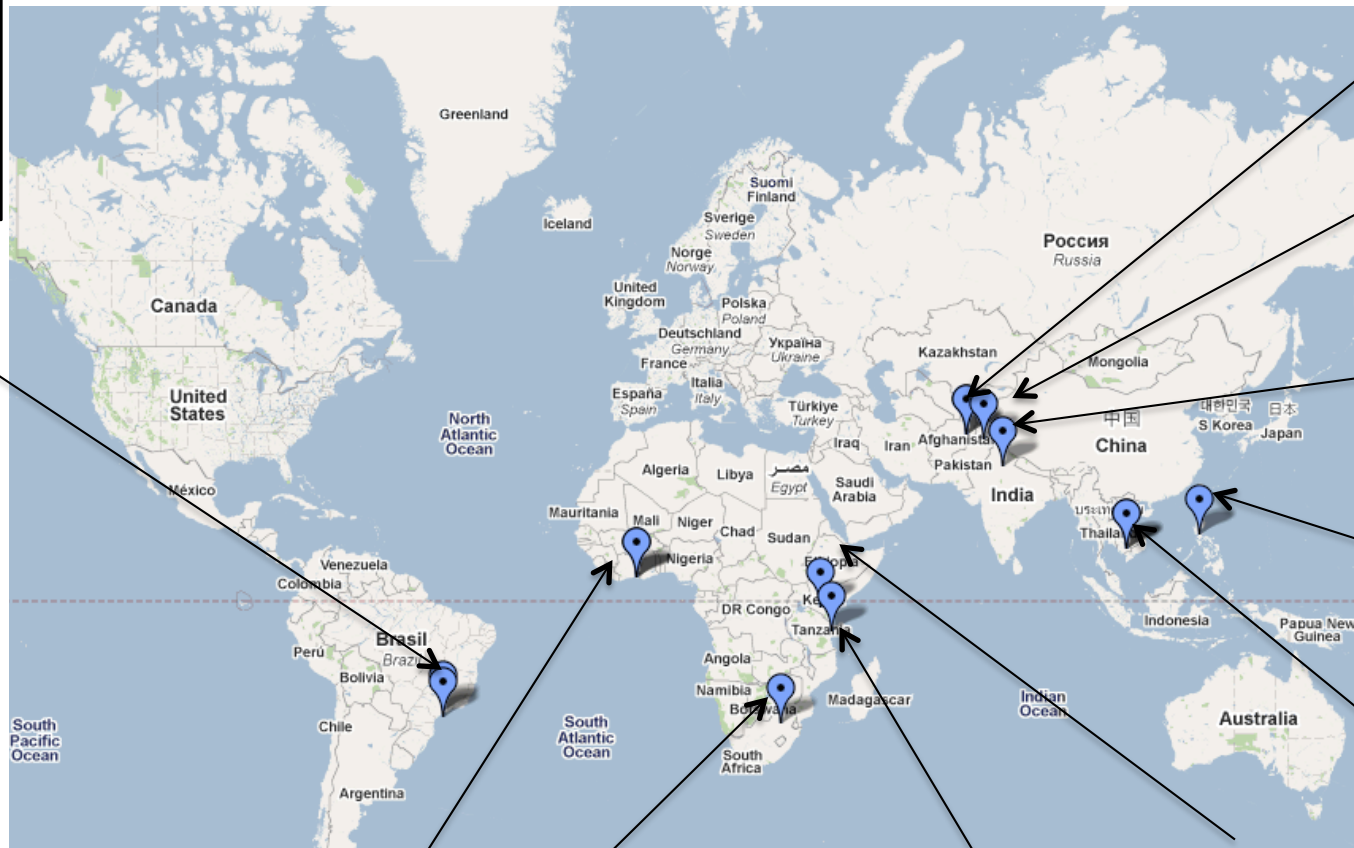 Greenland
Iceland
Suomi
Finland
Sverige
Sweden
Norge
Norway
Россия
Russia
Canada
United
Kingdom
Polska
Poland
Deutschland
Germany
Україна
Ukraine
France
Kazakhstan
Mongolia
United
States
España
Spain
Italia
Italy
Türkiye
Turkey
中国
China
대한민국
S Korea
日本
Japan
North
Atlantic
Ocean
Iraq
Iran
Afghanistan
Pakistan
India
Algeria
Libya
مصر
Egypt
Saudi
Arabia
México
Mauritania
Mali
Niger
Chad
Sudan
Nigeria
Ethiopia
Venezuela
Colombia
DR Congo
Tanzania
Indonesia
Papua New
Guinea
Brasil
Brazil
Perú
Bolivia
Angola
Namibia
Botswana
Madagascar
Indian
Ocean
Australia
South
Pacific
Ocean
Chile
South
Atlantic
Ocean
South
Africa
Argentina